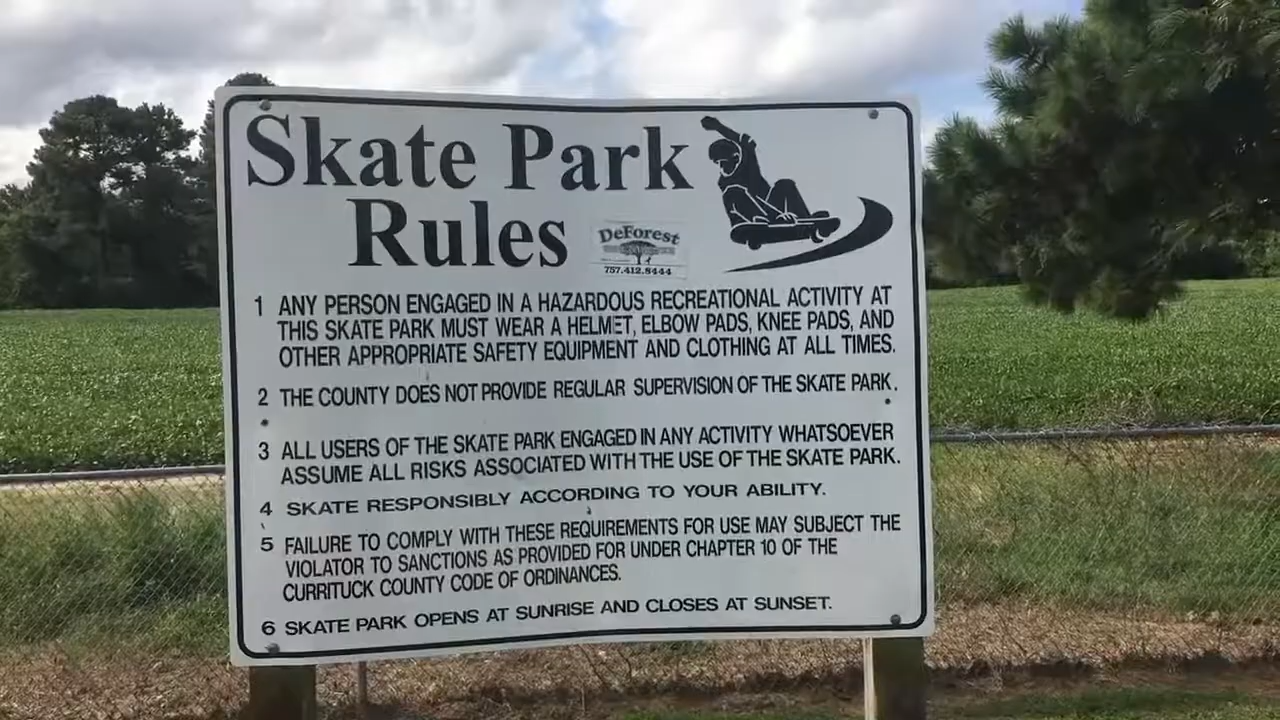 Skate Park
Rules
DeForest
757.412.8444
1 ANY PERSON ENGAGED IN A HAZARDOUS RECREATIONAL ACTIVITY AT
THIS SKATE PARK MUST WEAR A HELMET, ELBOW PADS, KNEE PADS, AND
OTHER APPROPRIATE SAFETY EQUIPMENT AND CLOTHING AT ALL TIMES.
2 THE COUNTY DOES NOT PROVIDE REGULAR SUPERVISION OF THE SKATE PARK.
3 ALL USERS OF THE SKATE PARK ENGAGED IN ANY ACTIVITY WHATSOEVER
ASSUME ALL RISKS ASSOCIATED WITH THE USE OF THE SKATE PARK.
4 SKATE RESPONSIBLY ACCORDING TO YOUR ABILITY.
5 FAILURE TO COMPLY WITH THESE REQUIREMENTS FOR USE MAY SUBJECT THE
VIOLATOR TO SANCTIONS AS PROVIDED FOR UNDER CHAPTER 10 OF THE
CURRITUCK COUNTY CODE OF ORDINANCES.
6 SKATE PARK OPENS AT SUNRISE AND CLOSES AT SUNSET.